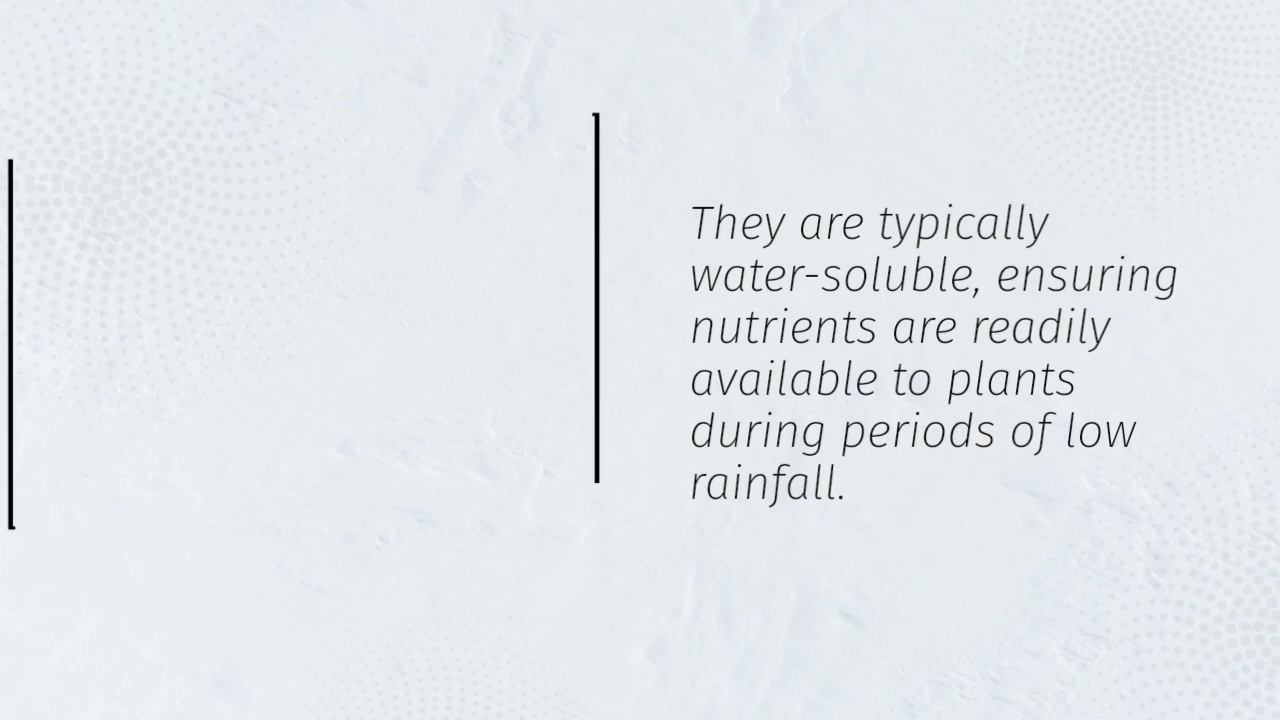 They are typically
water-soluble, ensuring
nutrients are readily
available to plants
during periods of low
rainfall.